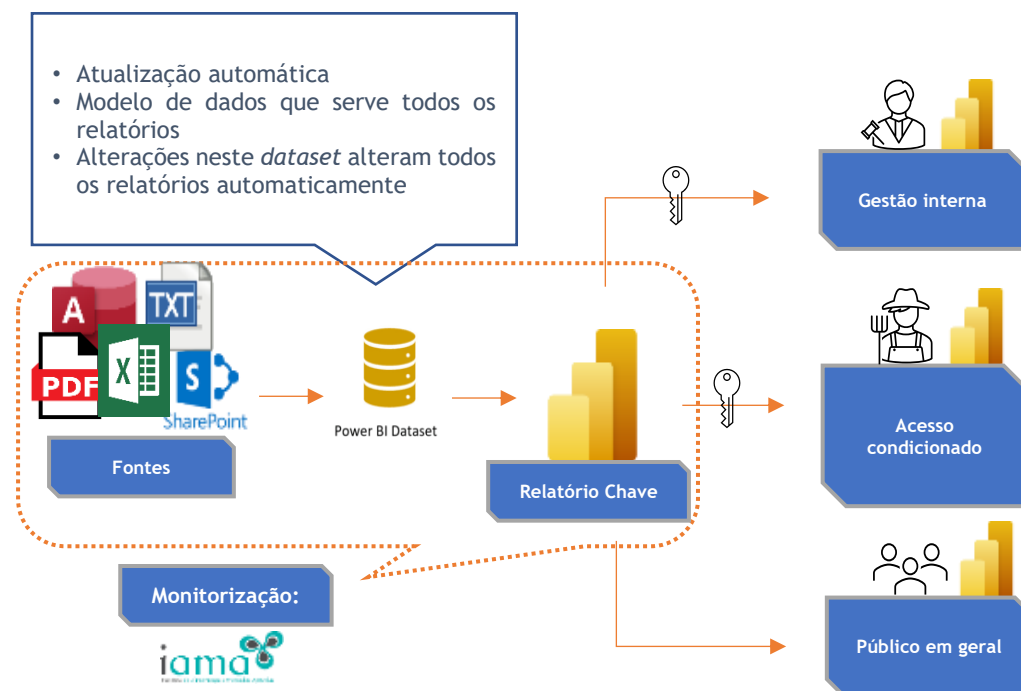 • Atualização automática
• Modelo de dados que serve todos os
relatórios
• Alterações neste dataset alteram todos
os relatórios automaticamente
Gestão interna
A
TXT
PDF
X
S
SharePoint
Power BI Dataset
Fontes
Relatório Chave
Acesso
condicionado
Monitorização:
iama
Público em geral